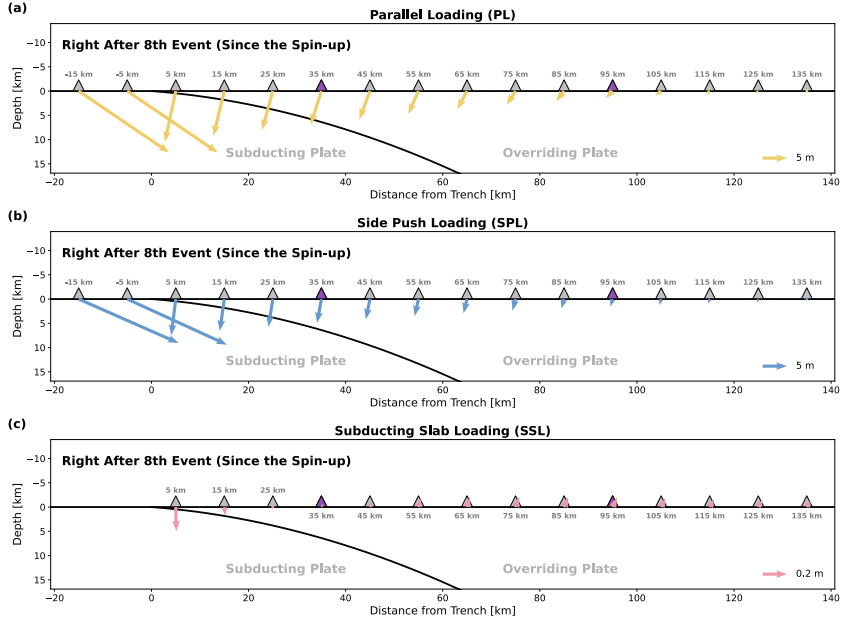 (a)
Parallel Loading (PL)
Right After 8th Event (Since the Spin-up)
-15 km -5 km 5 km 15 km 25 km 35 km 45 km 55 km 65 km 75 km 85 km 95 km 105 km 115 km 125 km 135 km
−10
−5
0
5
10
15
Depth [km]
Subducting Plate
Overriding Plate
5 m
−20 0 20 40 60 80 100 120 140
Distance from Trench [km]
(b)
Side Push Loading (SPL)
Right After 8th Event (Since the Spin-up)
-15 km -5 km 5 km 15 km 25 km 35 km 45 km 55 km 65 km 75 km 85 km 95 km 105 km 115 km 125 km 135 km
−10
−5
0
5
10
15
Depth [km]
Subducting Plate
Overriding Plate
5 m
−20 0 20 40 60 80 100 120 140
Distance from Trench [km]
(c)
Subducting Slab Loading (SSL)
Right After 8th Event (Since the Spin-up)
5 km 15 km 25 km
35 km 45 km 55 km 65 km 75 km 85 km 95 km 105 km 115 km 125 km 135 km
−10
−5
0
5
10
15
Depth [km]
Subducting Plate
Overriding Plate
0.2 m
−20 0 20 40 60 80 100 120 140
Distance from Trench [km]